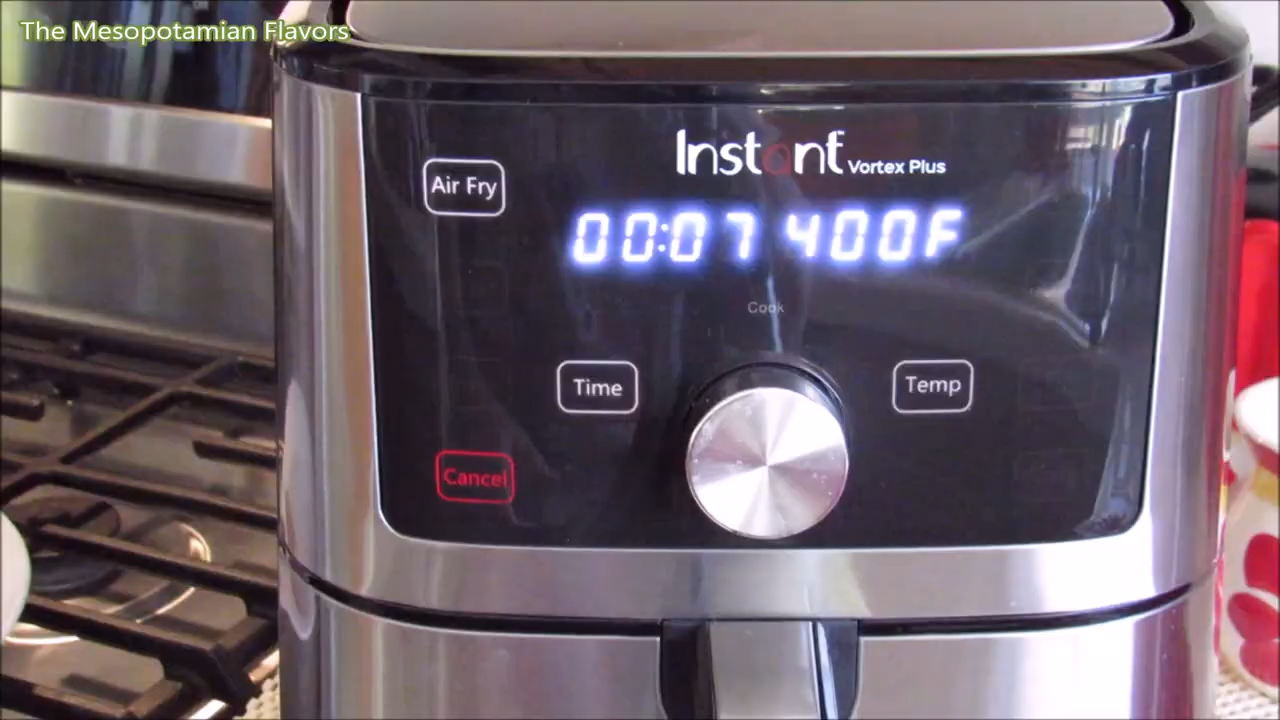 The Mesopotamian Flavors
Instant Vortex Plus
Air Fry
00:07 400F
Cook
Time
Temp
Cancel